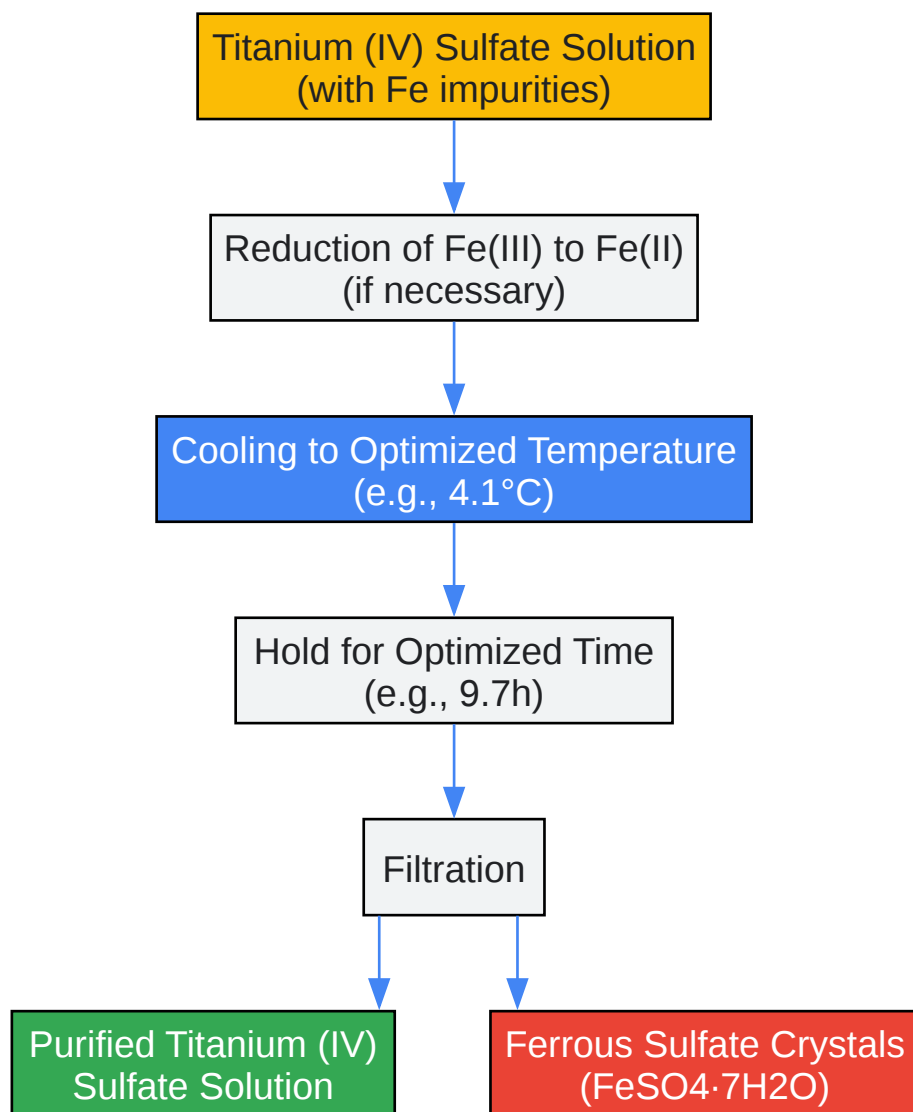 Titanium (IV) Sulfate Solution
(with Fe impurities)
Reduction of Fe(III) to Fe(II)
(if necessary)
Cooling to Optimized Temperature
(e.g., 4.1°C)
Hold for Optimized Time
(e.g., 9.7h)
Filtration
Purified Titanium (IV)
Sulfate Solution
Ferrous Sulfate Crystals
(FeSO4·7H2O)